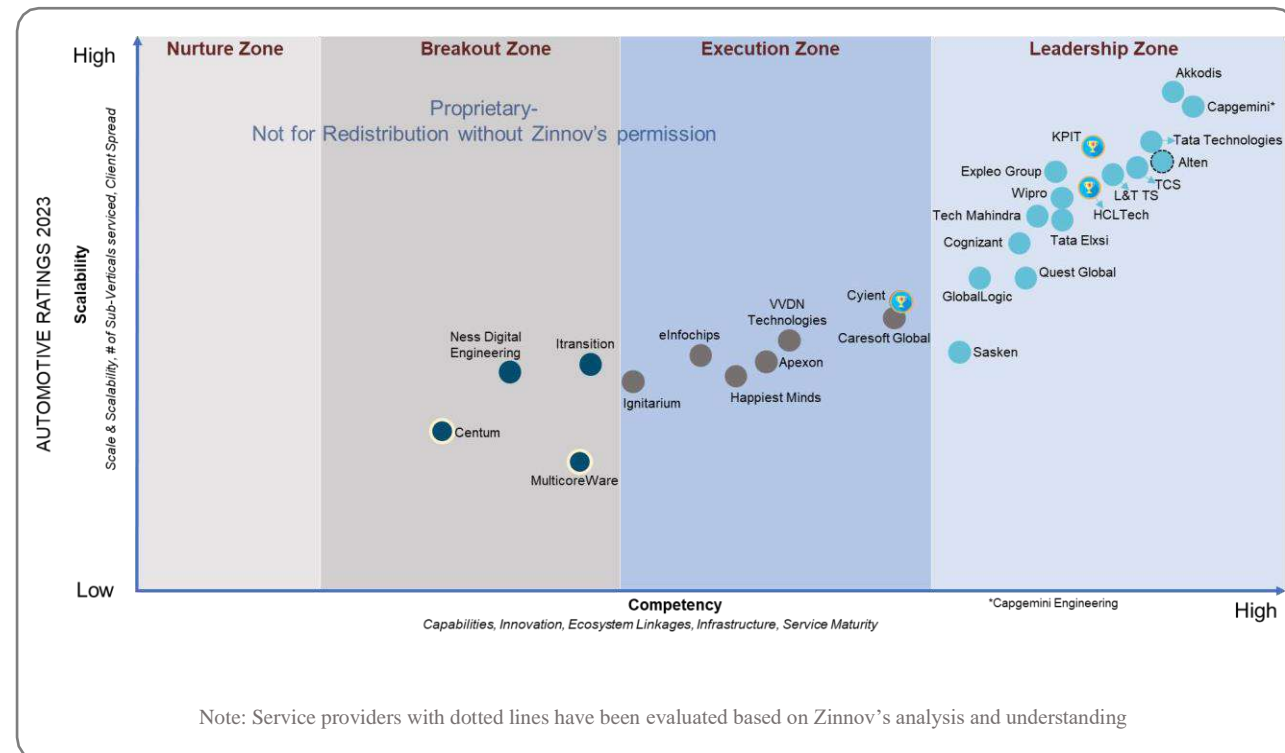 High
Nurture Zone
Breakout Zone
Execution Zone
Leadership Zone
Proprietary-
Not for Redistribution without Zinnov's permission
AUTOMOTIVE RATINGS 2023
Scalability
Scale & Scalability, # of Sub-Verticals serviced, Client Spread
Akkodis
Capgemini*
KPIT
Tata Technologies
Alten
Expleo Group
TCS
L&T TS
Wipro
HCLTech
Tech Mahindra
Tata Elxsi
Cognizant
Quest Global
GlobalLogic
Cyient
VVDN
Technologies
Caresoft Global
eInfochips
Ness Digital
Engineering
Itransition
Sasken
Apexon
Happiest Minds
Ignitarium
Centum
MulticoreWare
Low
Competency
Capabilities, Innovation, Ecosystem Linkages, Infrastructure, Service Maturity
*Capgemini Engineering
High
Note: Service providers with dotted lines have been evaluated based on Zinnov's analysis and understanding